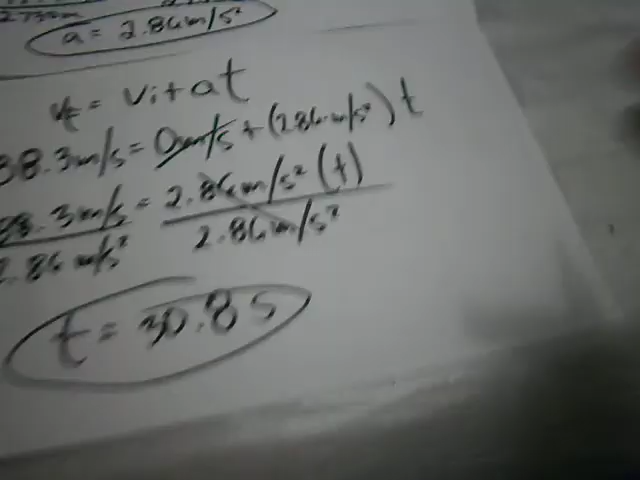 a = 2.86m/s²
vf = vi + at
38.3m/s = 0m/s + (2.86m/s²)t
38.3m/s = 2.86m/s² (t)
2.86m/s² 2.86m/s²
t = 30.8s